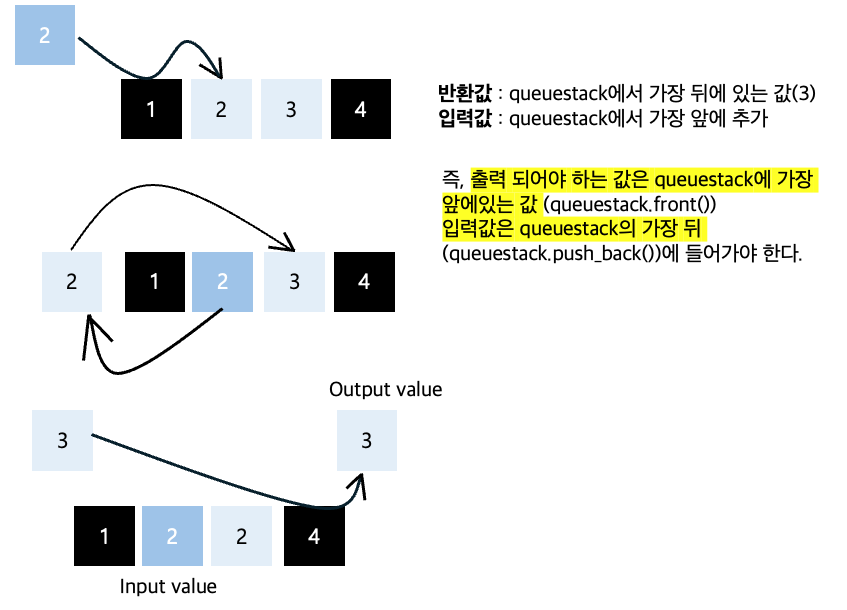 2
1 2 3 4
반환값 : queuestack에서 가장 뒤에 있는 값(3)
입력값 : queuestack에서 가장 앞에 추가
즉, 출력 되어야 하는 값은 queuestack에 가장
앞에있는 값 (queuestack.front())
입력값은 queuestack의 가장 뒤
(queuestack.push_back())에 들어가야 한다.
2 1 2 3 4
Output value
3 3
1 2 2 4
Input value